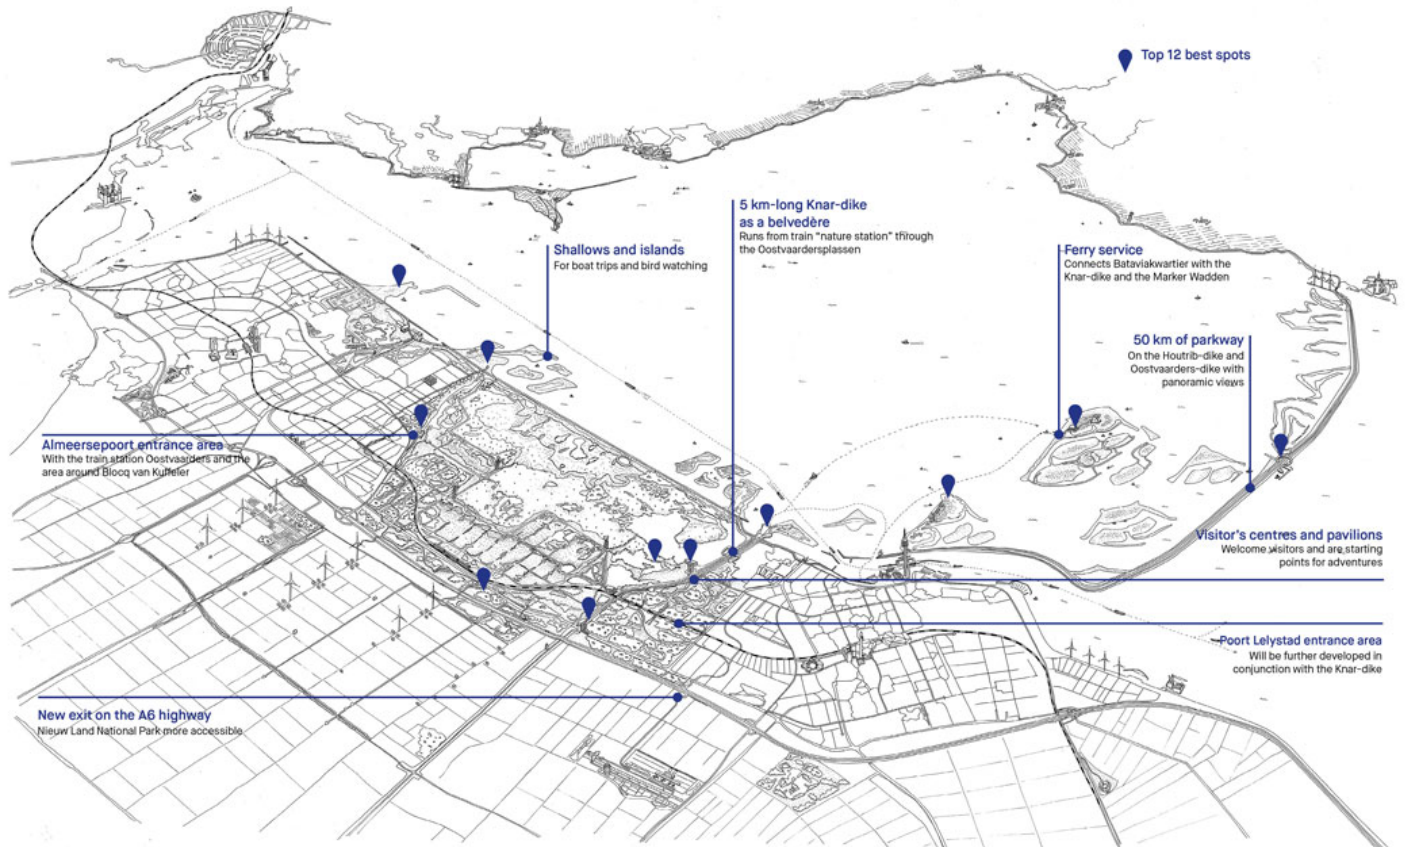 Top 12 best spots
5 km-long Knar-dike
as a belvedère
Runs from train “nature station” through
the Oostvaardersplassen
Shallows and islands
For boat trips and bird watching
Ferry service
Connects Bataviakwartier with the
Knar-dike and the Marker Wadden
50 km of parkway
On the Houtrib-dike and
Oostvaarders-dike with
panoramic views
Almeersepoort entrance area
With the train station Oostvaarders and the
area around Blocq van Kuffeler
Visitor’s centres and pavilions
Welcome visitors and are starting
points for adventures
Poort Lelystad entrance area
Will be further developed in
conjunction with the Knar-dike
New exit on the A6 highway
Nieuw Land National Park more accessible